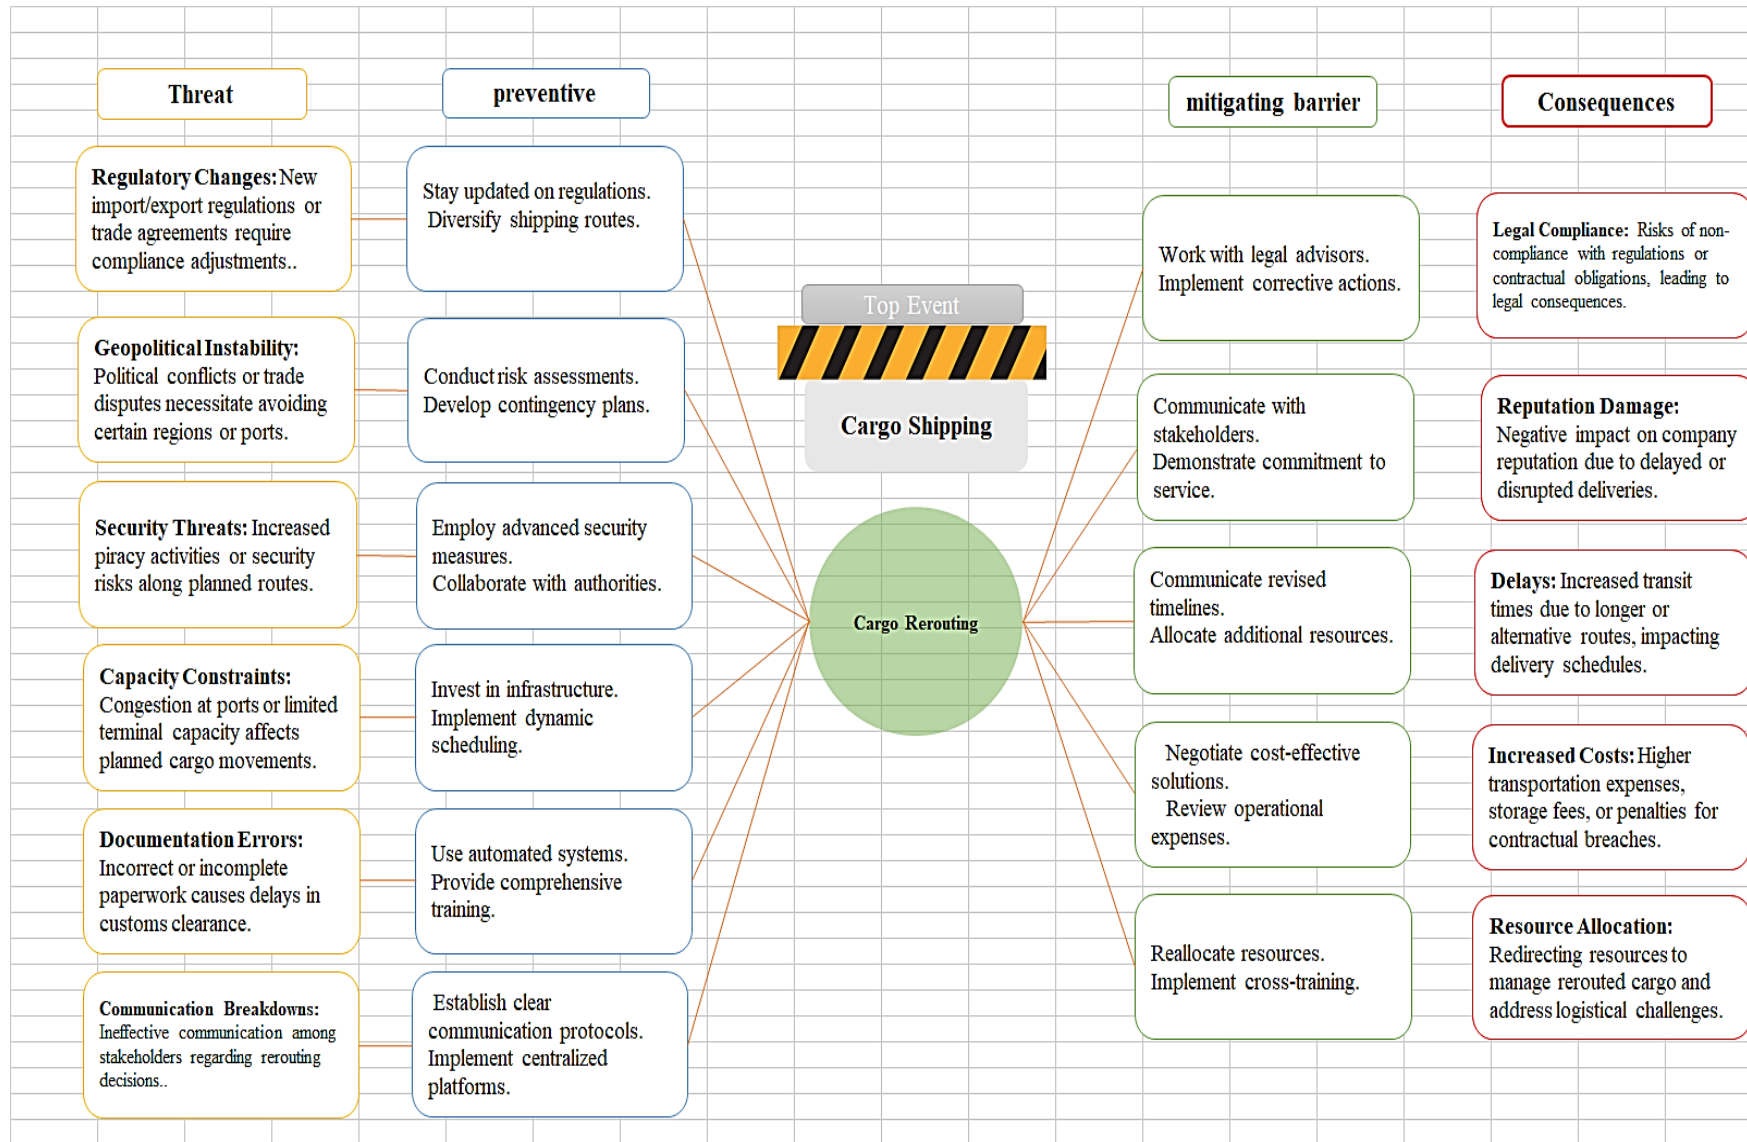 Threat
preventive
mitigating barrier
Consequences
Regulatory Changes: New
import/export regulations or
trade agreements require
compliance adjustments..
Stay updated on regulations.
Diversify shipping routes.
Geopolitical Instability:
Political conflicts or trade
disputes necessitate avoiding
certain regions or ports.
Conduct risk assessments.
Develop contingency plans.
Security Threats: Increased
piracy activities or security
risks along planned routes.
Employ advanced security
measures.
Collaborate with authorities.
Capacity Constraints:
Congestion at ports or limited
terminal capacity affects
planned cargo movements.
Invest in infrastructure.
Implement dynamic
scheduling.
Documentation Errors:
Incorrect or incomplete
paperwork causes delays in
customs clearance.
Use automated systems.
Provide comprehensive
training.
Communication Breakdowns:
Ineffective communication among
stakeholders regarding rerouting
decisions..
Establish clear
communication protocols.
Implement centralized
platforms.
Top Event
Cargo Shipping
Cargo Rerouting
Work with legal advisors.
Implement corrective actions.
Legal Compliance: Risks of non-
compliance with regulations or
contractual obligations, leading to
legal consequences.
Communicate with
stakeholders.
Demonstrate commitment to
service.
Reputation Damage:
Negative impact on company
reputation due to delayed or
disrupted deliveries.
Communicate revised
timelines.
Allocate additional resources.
Delays: Increased transit
times due to longer or
alternative routes, impacting
delivery schedules.
Negotiate cost-effective
solutions.
Review operational
expenses.
Increased Costs: Higher
transportation expenses,
storage fees, or penalties for
contractual breaches.
Reallocate resources.
Implement cross-training.
Resource Allocation:
Redirecting resources to
manage rerouted cargo and
address logistical challenges.